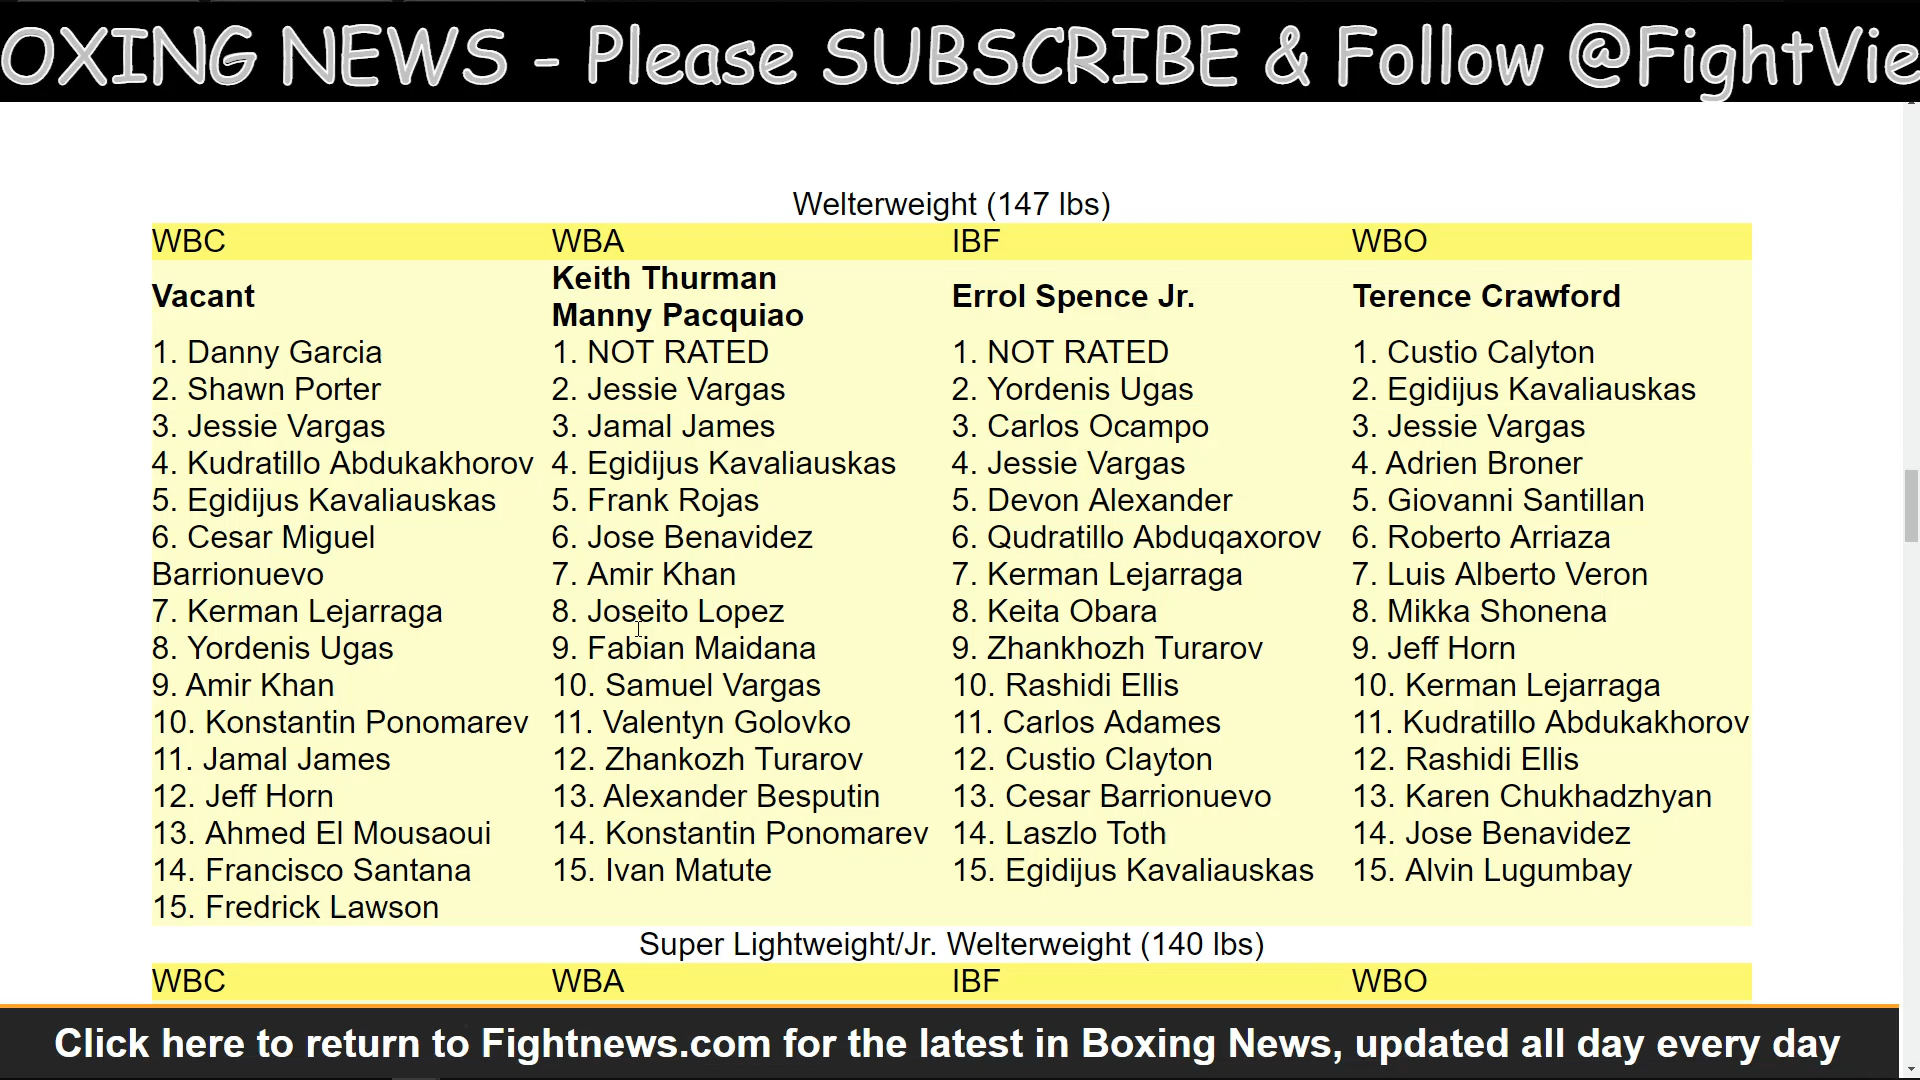 OXING NEWS - Please SUBSCRIBE & Follow @FightVie
Welterweight (147 lbs)
WBC WBA IBF WBO
Vacant
Keith Thurman
Manny Pacquiao
Errol Spence Jr.
Terence Crawford
1. Danny Garcia
2. Shawn Porter
3. Jessie Vargas
4. Kudratillo Abdukakhorov
5. Egidijus Kavaliauskas
6. Cesar Miguel
Barrionuevo
7. Kerman Lejarraga
8. Yordenis Ugas
9. Amir Khan
10. Konstantin Ponomarev
11. Jamal James
12. Jeff Horn
13. Ahmed El Mousaoui
14. Francisco Santana
15. Fredrick Lawson
1. NOT RATED
2. Jessie Vargas
3. Jamal James
4. Egidijus Kavaliauskas
5. Frank Rojas
6. Jose Benavidez
7. Amir Khan
8. Joseito Lopez
9. Fabian Maidana
10. Samuel Vargas
11. Valentyn Golovko
12. Zhankozh Turarov
13. Alexander Besputin
14. Konstantin Ponomarev
15. Ivan Matute
1. NOT RATED
2. Yordenis Ugas
3. Carlos Ocampo
4. Jessie Vargas
5. Devon Alexander
6. Qudratillo Abduqaxorov
7. Kerman Lejarraga
8. Keita Obara
9. Zhankhozh Turarov
10. Rashidi Ellis
11. Carlos Adames
12. Custio Clayton
13. Cesar Barrionuevo
14. Laszlo Toth
15. Egidijus Kavaliauskas
1. Custio Calyton
2. Egidijus Kavaliauskas
3. Jessie Vargas
4. Adrien Broner
5. Giovanni Santillan
6. Roberto Arriaza
7. Luis Alberto Veron
8. Mikka Shonena
9. Jeff Horn
10. Kerman Lejarraga
11. Kudratillo Abdukakhorov
12. Rashidi Ellis
13. Karen Chukhadzhyan
14. Jose Benavidez
15. Alvin Lugumbay
Super Lightweight/Jr. Welterweight (140 lbs)
WBC WBA IBF WBO
Click here to return to Fightnews.com for the latest in Boxing News, updated all day every day